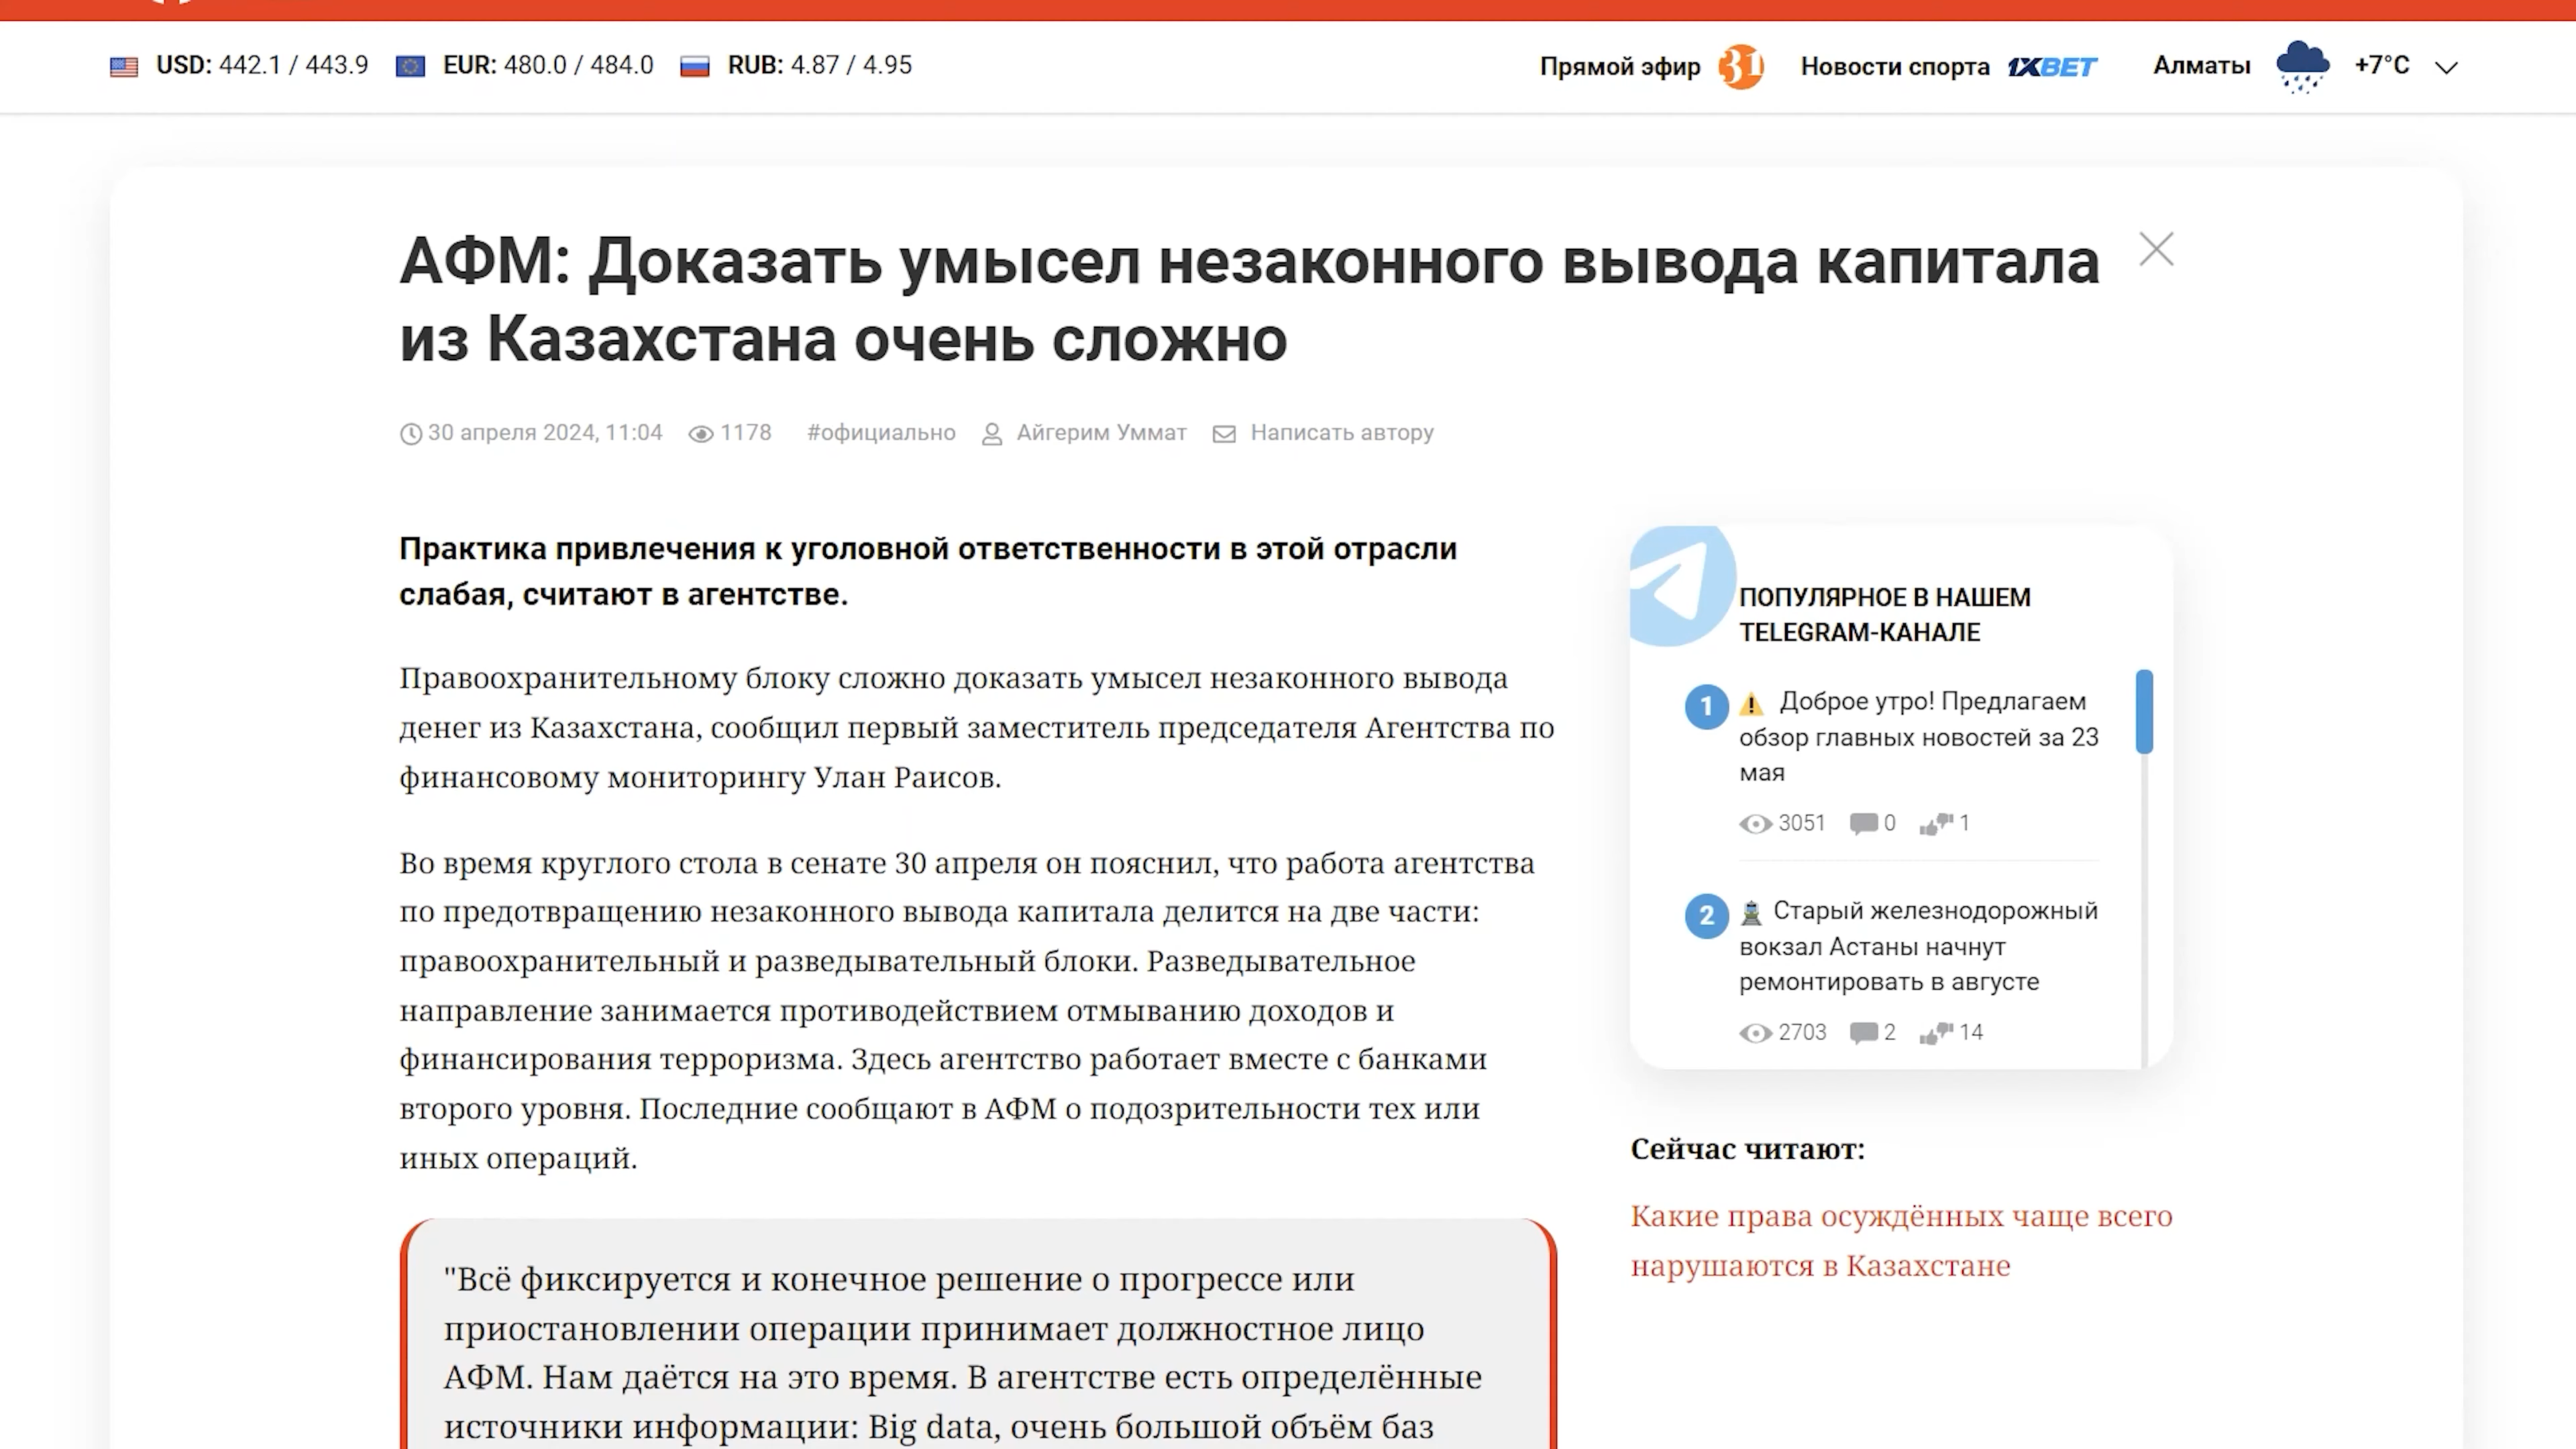 USD: 442.1 / 443.9 EUR: 480.0 / 484.0 RUB: 4.87 / 4.95 Прямой эфир 31 Новости спорта 1XBET Алматы +7°C
АФМ: Доказать умысел незаконного вывода капитала
из Казахстана очень сложно
30 апреля 2024, 11:04 1178 #официально Айгерим Уммат Написать автору
Практика привлечения к уголовной ответственности в этой отрасли
слабая, считают в агентстве.
Правоохранительному блоку сложно доказать умысел незаконного вывода
денег из Казахстана, сообщил первый заместитель председателя Агентства по
финансовому мониторингу Улан Раисов.
Во время круглого стола в сенате 30 апреля он пояснил, что работа агентства
по предотвращению незаконного вывода капитала делится на две части:
правоохранительный и разведывательный блоки. Разведывательное
направление занимается противодействием отмыванию доходов и
финансирования терроризма. Здесь агентство работает вместе с банками
второго уровня. Последние сообщают в АФМ о подозрительности тех или
иных операций.
"Всё фиксируется и конечное решение о прогрессе или
приостановлении операции принимает должностное лицо
АФМ. Нам даётся на это время. В агентстве есть определённые
источники информации: Big data, очень большой объём баз
ПОПУЛЯРНОЕ В НАШЕМ
TELEGRAM-КАНАЛЕ
1 Доброе утро! Предлагаем
обзор главных новостей за 23
мая
3051 0 1
2 Старый железнодорожный
вокзал Астаны начнут
ремонтировать в августе
2703 2 14
Сейчас читают:
Какие права осуждённых чаще всего
нарушаются в Казахстане